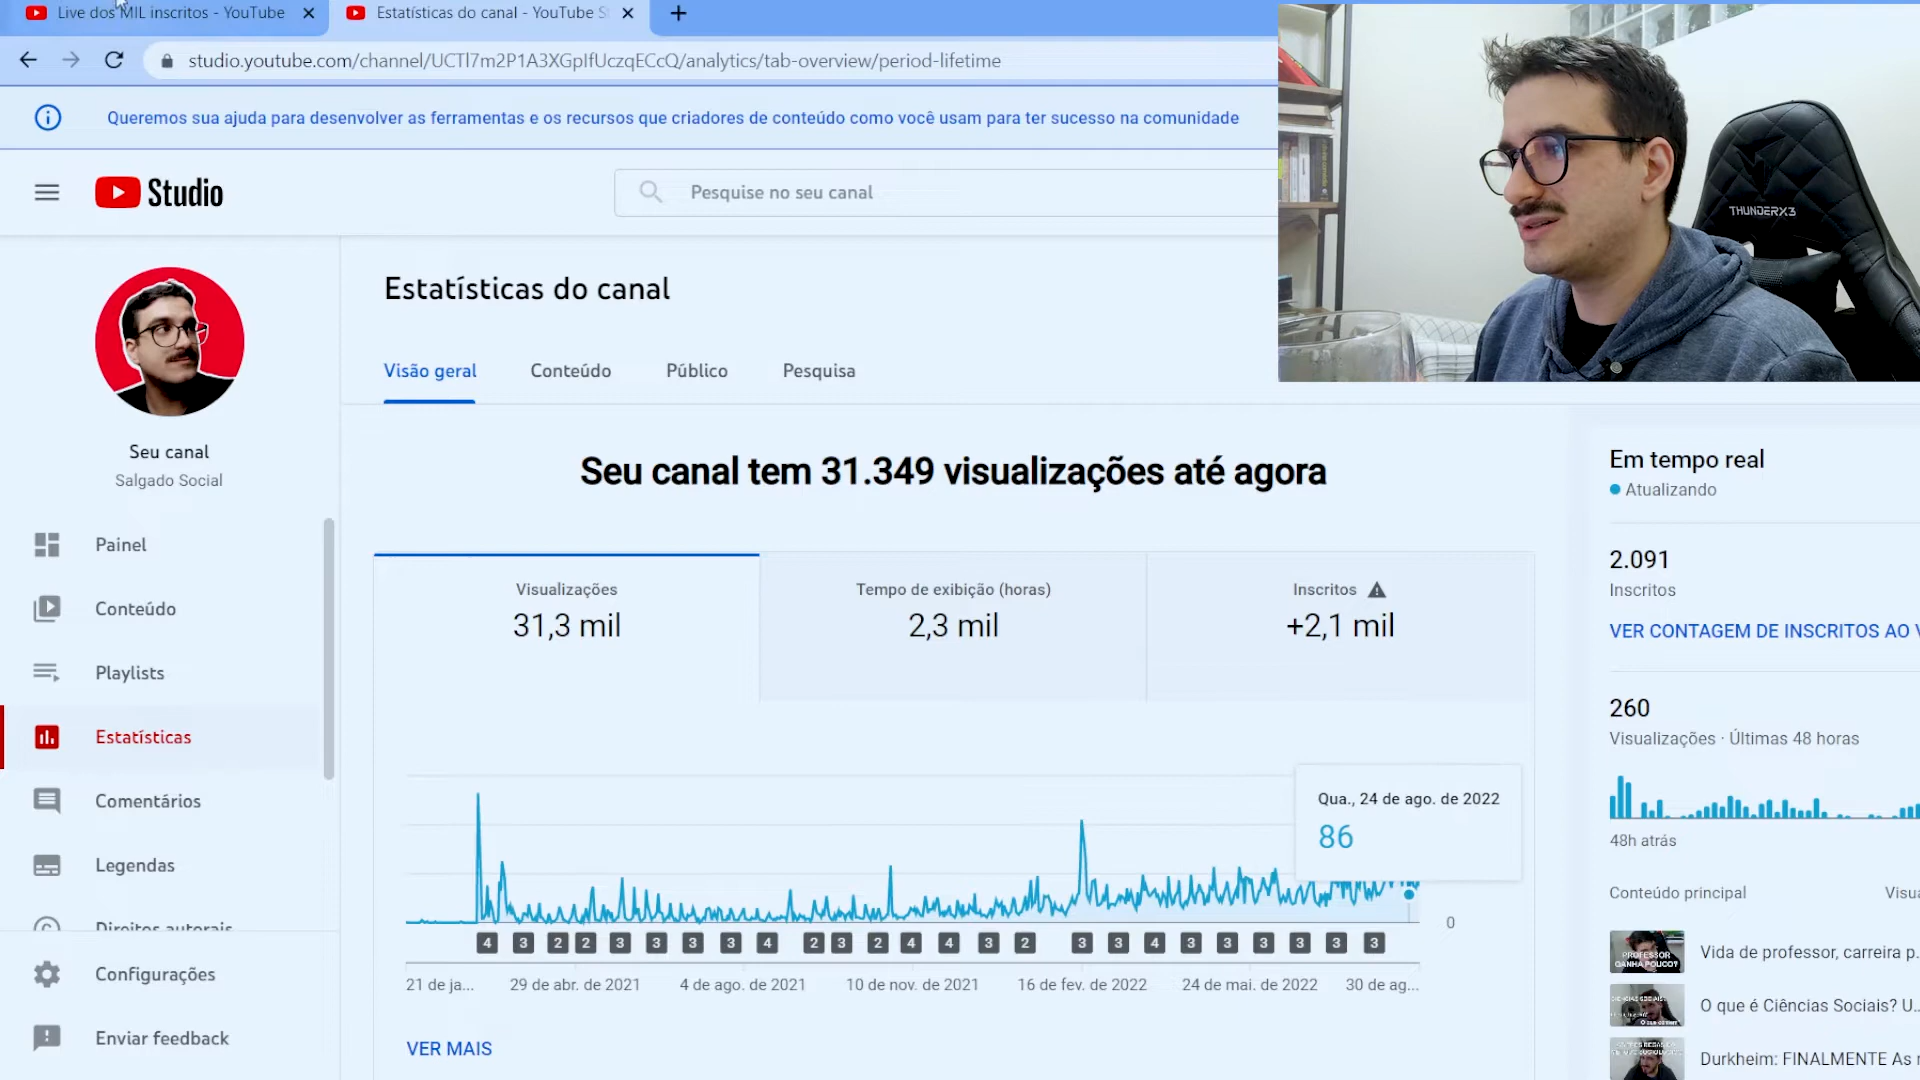 Live dos MIL inscritos - YouTube
Estatísticas do canal - YouTube S
studio.youtube.com/channel/UCTl7m2P1A3XGpIfUczqECcQ/analytics/tab-overview/period-lifetime
Queremos sua ajuda para desenvolver as ferramentas e os recursos que criadores de conteúdo como você usam para ter sucesso na comunidade
Studio
Pesquise no seu canal
THUNDERX3
Seu canal
Salgado Social
Painel
Conteúdo
Playlists
Estatísticas
Comentários
Legendas
Direitos autorais
Configurações
Enviar feedback
Estatísticas do canal
Visão geral
Conteúdo
Público
Pesquisa
Seu canal tem 31.349 visualizações até agora
Visualizações
31,3 mil
Tempo de exibição (horas)
2,3 mil
Inscritos
+2,1 mil
Qua., 24 de ago. de 2022
86
0
4 3 2 2 3 3 3 3 4 2 3 2 4 4 3 2 3 3 4 3 3 3 3 3 3
21 de ja... 29 de abr. de 2021 4 de ago. de 2021 10 de nov. de 2021 16 de fev. de 2022 24 de mai. de 2022 30 de ag...
VER MAIS
Em tempo real
Atualizando
2.091
Inscritos
VER CONTAGEM DE INSCRITOS AO V
260
Visualizações · Últimas 48 horas
48h atrás
Conteúdo principal
Visua
PROFESSOR
GANHA POUCO?
Vida de professor, carreira p...
O que é Ciências Sociais? U...
Durkheim: FINALMENTE As r